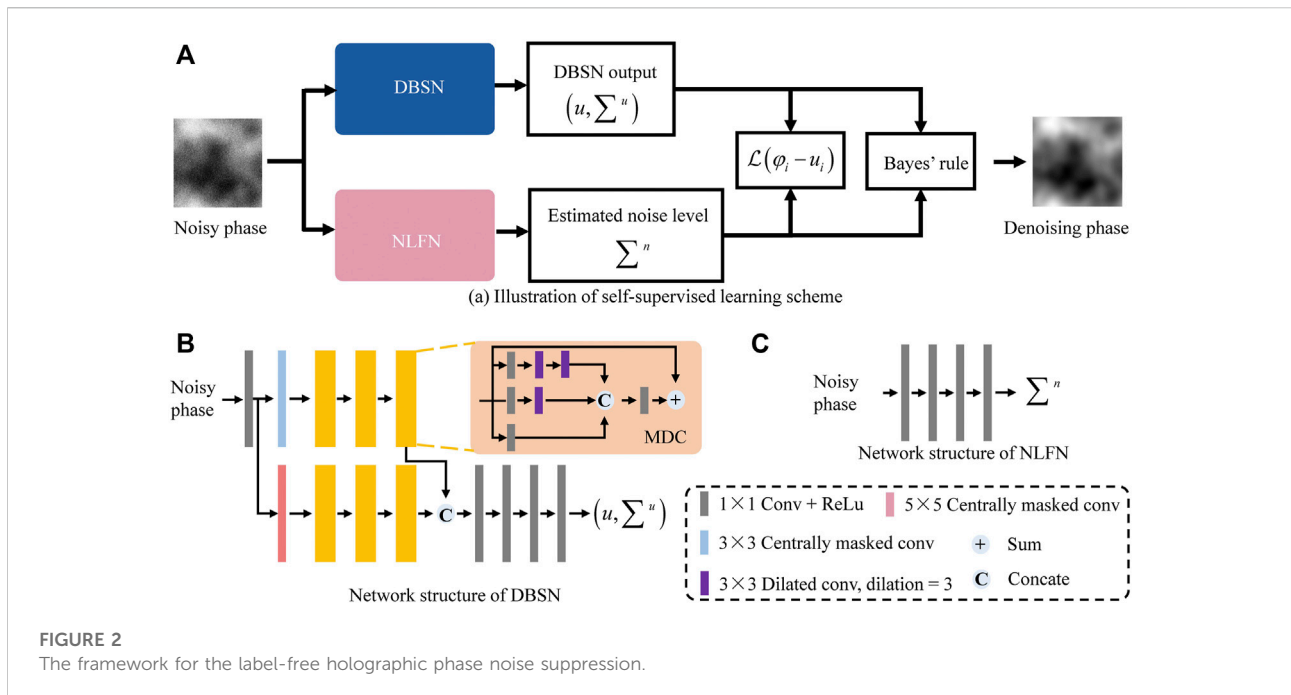 A
DBSN
DBSN output
(u, ∑ᵘ)
ℒ(φᵢ − uᵢ)
Bayes' rule
Noisy phase
NLFN
Estimated noise level
∑ⁿ
Denoising phase
(a) Illustration of self-supervised learning scheme
B
Noisy
phase
C
+
MDC
C
(u, ∑ᵘ)
Network structure of DBSN
C
Noisy
phase
∑ⁿ
Network structure of NLFN
1×1 Conv + ReLu
5×5 Centrally masked conv
3×3 Centrally masked conv
+ Sum
3×3 Dilated conv, dilation = 3
C Concate
FIGURE 2
The framework for the label-free holographic phase noise suppression.